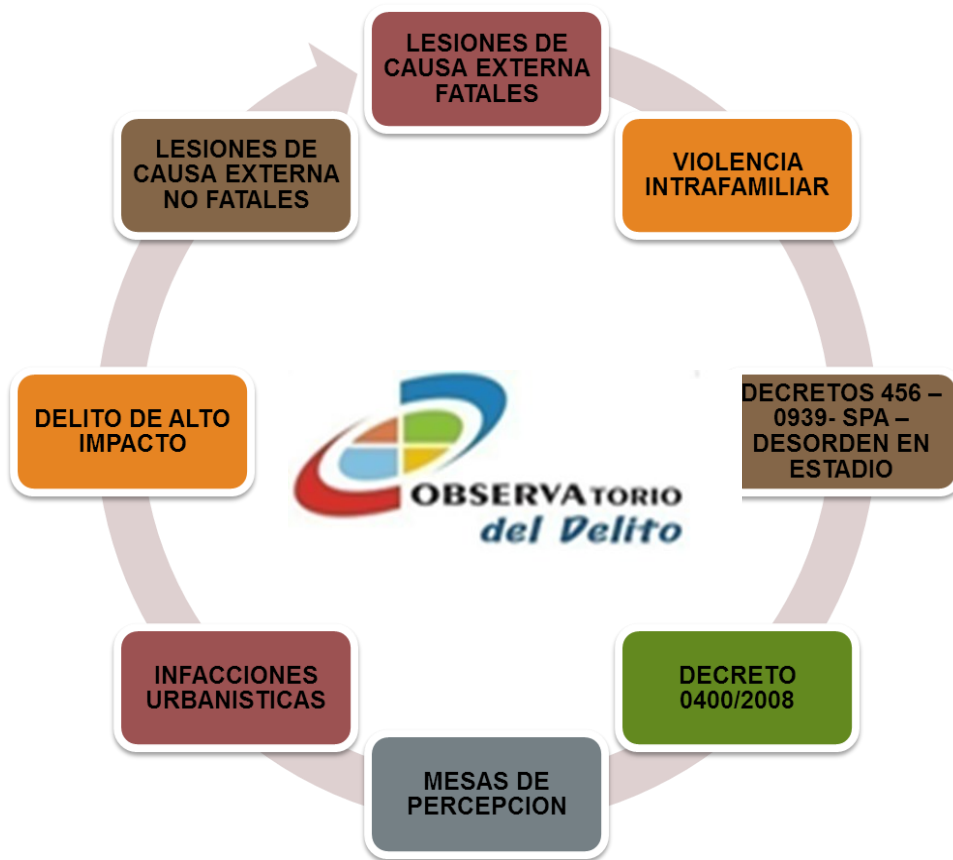 LESIONES DE
CAUSA EXTERNA
FATALES
VIOLENCIA
INTRAFAMILIAR
DECRETOS 456 –
0939- SPA –
DESORDEN EN
ESTADIO
DECRETO
0400/2008
MESAS DE
PERCEPCION
INFACCIONES
URBANISTICAS
DELITO DE ALTO
IMPACTO
LESIONES DE
CAUSA EXTERNA
NO FATALES
OBSERVATORIO
del Delito